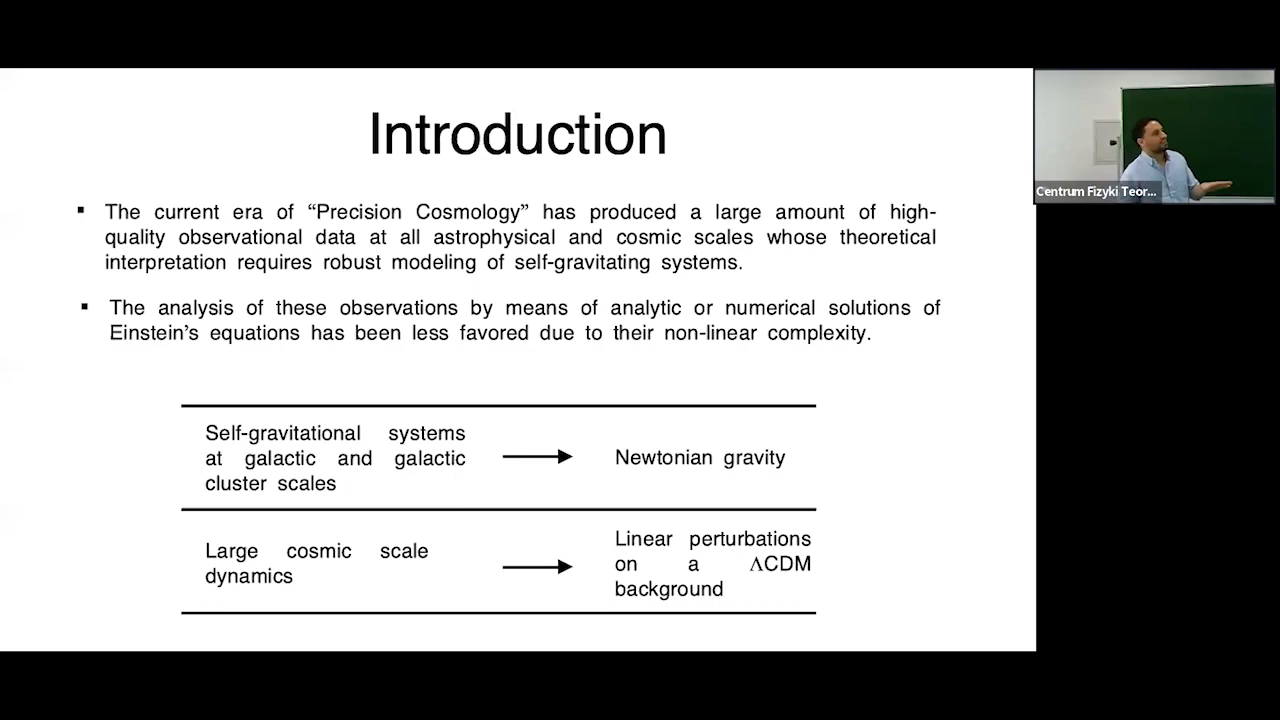 Introduction
▪ The current era of “Precision Cosmology” has produced a large amount of high-
quality observational data at all astrophysical and cosmic scales whose theoretical
interpretation requires robust modeling of self-gravitating systems.
▪ The analysis of these observations by means of analytic or numerical solutions of
Einstein’s equations has been less favored due to their non-linear complexity.
Self-gravitational systems
at galactic and galactic
cluster scales
Newtonian gravity
Large cosmic scale
dynamics
Linear perturbations
on a ΛCDM
background
Centrum Fizyki Teor...